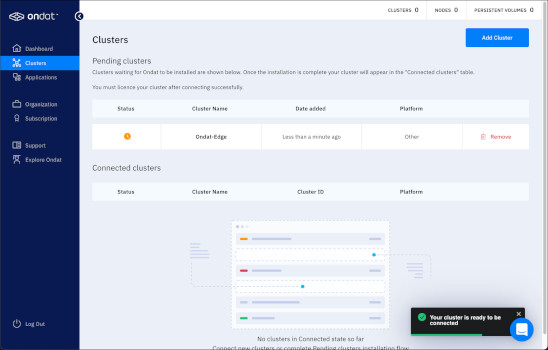 ondat
CLUSTERS 0
NODES 0
PERSISTENT VOLUMES 0
Dashboard
Clusters
Applications
Organization
Subscription
Support
Explore Ondat
Log Out
Clusters
Add Cluster
Pending clusters
Clusters waiting for Ondat to be installed are shown below. Once the installation is complete your cluster will appear in the "Connected clusters" table.
You must licence your cluster after connecting successfully.
Status Cluster Name Date added Platform
Ondat-Edge Less than a minute ago Other Remove
Connected clusters
Status Cluster Name Cluster ID Platform
No clusters in Connected state so far
Connect new clusters or complete Pending clusters installation flow
Your cluster is ready to be
connected